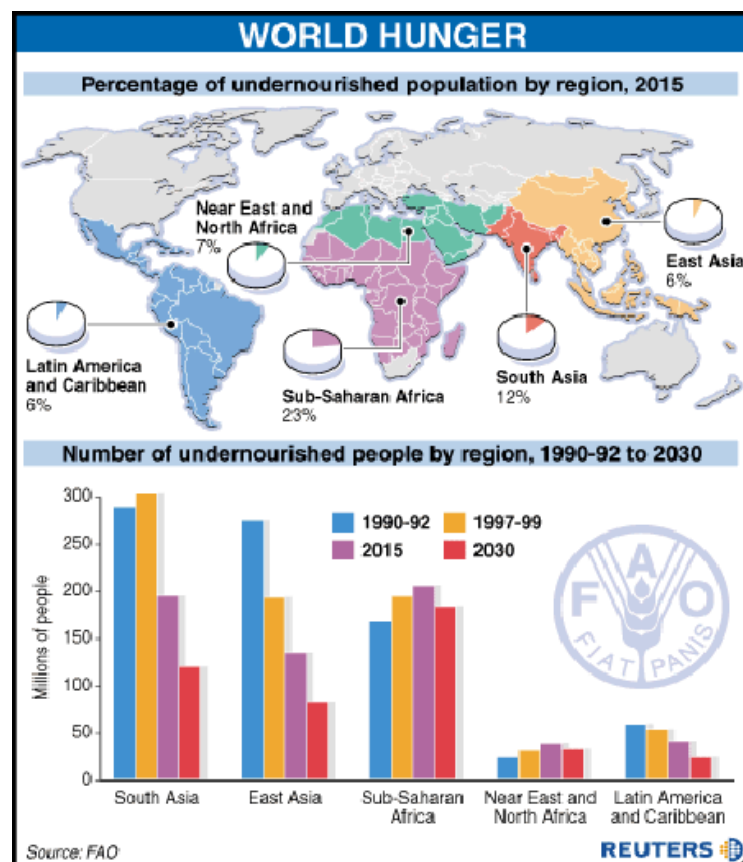 WORLD HUNGER
Percentage of undernourished population by region, 2015
Near East and
North Africa
7%
East Asia
6%
Latin America
and Caribbean
6%
Sub-Saharan Africa
23%
South Asia
12%
Number of undernourished people by region, 1990-92 to 2030
Millions of people
300
250
200
150
100
50
0
1990-92
1997-99
2015
2030
F A O
FIAT PANIS
South Asia
East Asia
Sub-Saharan
Africa
Near East and
North Africa
Latin America
and Caribbean
Source: FAO
REUTERS